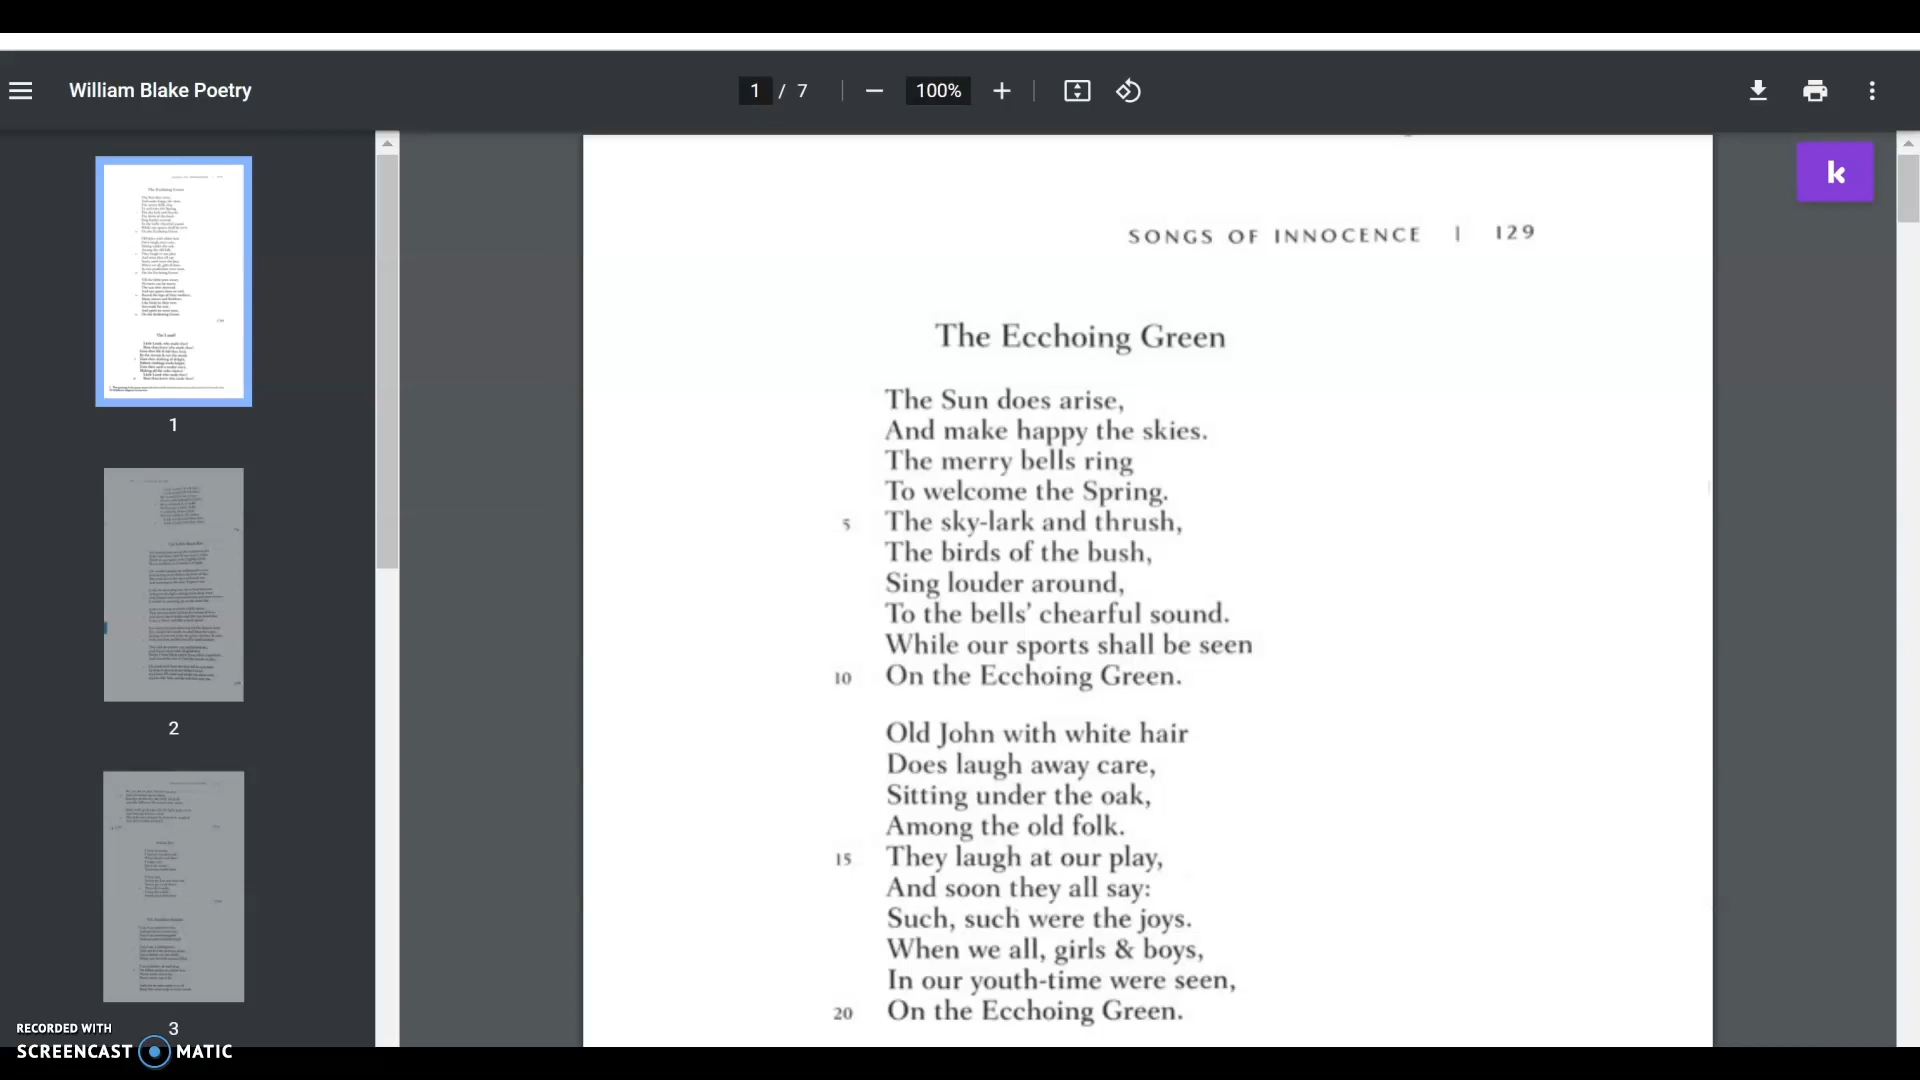 William Blake Poetry
1 / 7
100%
k
SONGS OF INNOCENCE | 129
The Ecchoing Green
The Sun does arise,
And make happy the skies.
The merry bells ring
To welcome the Spring.
5 The sky-lark and thrush,
The birds of the bush,
Sing louder around,
To the bells' chearful sound.
While our sports shall be seen
10 On the Ecchoing Green.
Old John with white hair
Does laugh away care,
Sitting under the oak,
Among the old folk.
15 They laugh at our play,
And soon they all say:
Such, such were the joys.
When we all, girls & boys,
In our youth-time were seen,
20 On the Ecchoing Green.
1
2
3
RECORDED WITH
SCREENCAST MATIC